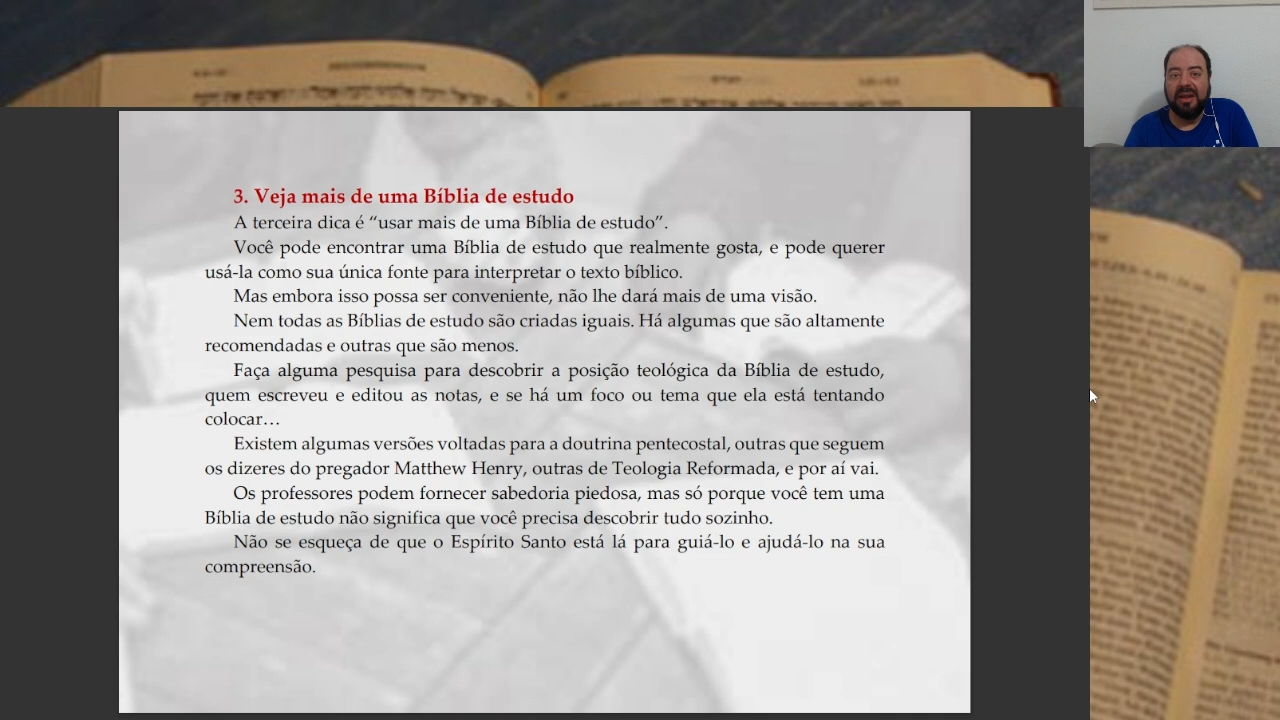 3. Veja mais de uma Bíblia de estudo
A terceira dica é “usar mais de uma Bíblia de estudo”.
Você pode encontrar uma Bíblia de estudo que realmente gosta, e pode querer
usá-la como sua única fonte para interpretar o texto bíblico.
Mas embora isso possa ser conveniente, não lhe dará mais de uma visão.
Nem todas as Bíblias de estudo são criadas iguais. Há algumas que são altamente
recomendadas e outras que são menos.
Faça alguma pesquisa para descobrir a posição teológica da Bíblia de estudo,
quem escreveu e editou as notas, e se há um foco ou tema que ela está tentando
colocar…
Existem algumas versões voltadas para a doutrina pentecostal, outras que seguem
os dizeres do pregador Matthew Henry, outras de Teologia Reformada, e por aí vai.
Os professores podem fornecer sabedoria piedosa, mas só porque você tem uma
Bíblia de estudo não significa que você precisa descobrir tudo sozinho.
Não se esqueça de que o Espírito Santo está lá para guiá-lo e ajudá-lo na sua
compreensão.